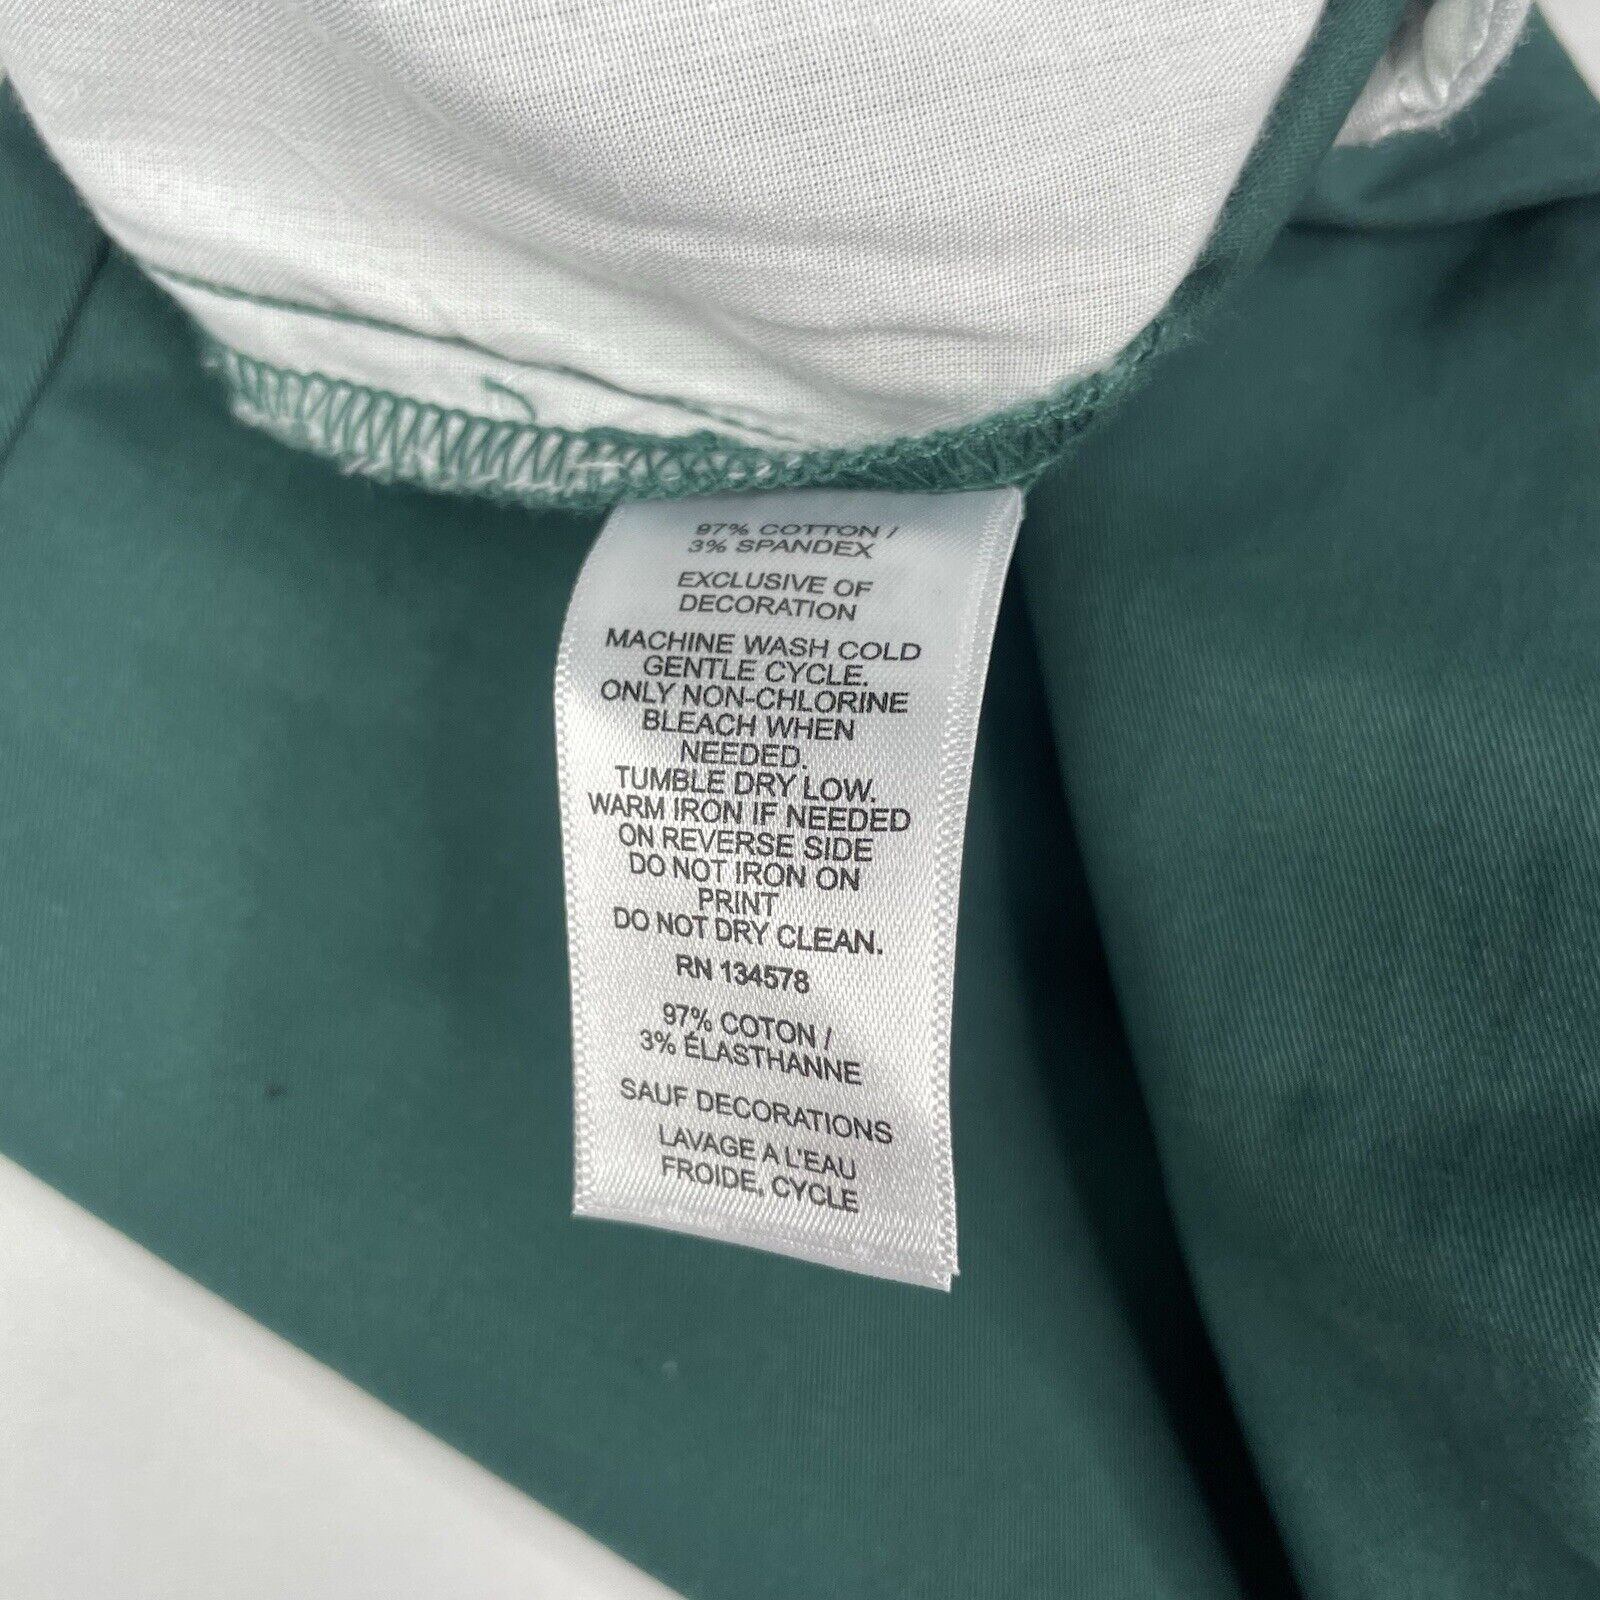 97% COTTON /
3% SPANDEX
EXCLUSIVE OF
DECORATION
MACHINE WASH COLD
GENTLE CYCLE.
ONLY NON-CHLORINE
BLEACH WHEN
NEEDED.
TUMBLE DRY LOW.
WARM IRON IF NEEDED
ON REVERSE SIDE
DO NOT IRON ON
PRINT
DO NOT DRY CLEAN.
RN 134578
97% COTON /
3% ÉLASTHANNE
SAUF DECORATIONS
LAVAGE A L'EAU
FROIDE, CYCLE